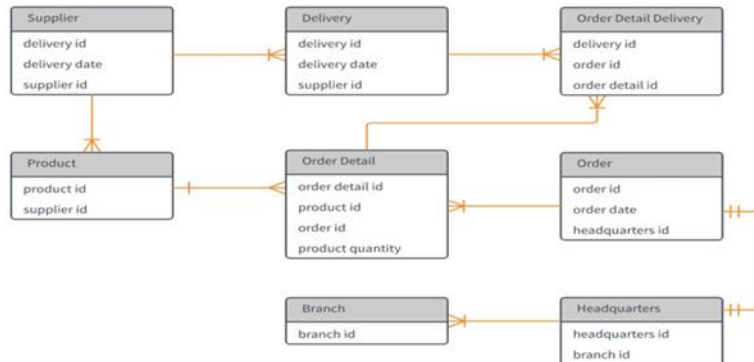 Supplier
delivery id
delivery date
supplier id
Delivery
delivery id
delivery date
supplier id
Order Detail Delivery
delivery id
order id
order detail id
Product
product id
supplier id
Order Detail
order detail id
product id
order id
product quantity
Order
order id
order date
headquarters id
Branch
branch id
Headquarters
headquarters id
branch id